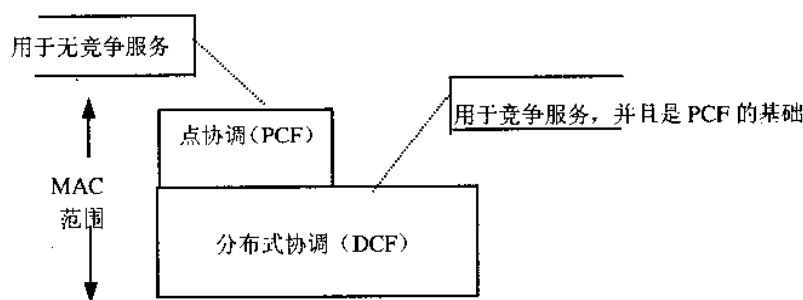 用于无竞争服务
用于竞争服务，并且是 PCF 的基础
点协调（PCF）
MAC
范围
分布式协调（DCF）